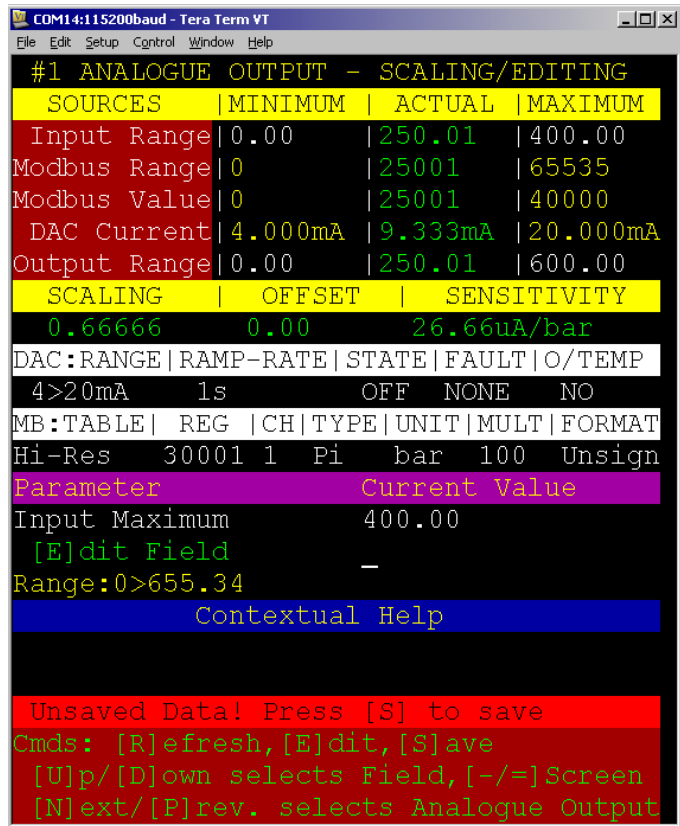 COM14:115200baud - Tera Term VT
File Edit Setup Control Window Help
#1 ANALOGUE OUTPUT - SCALING/EDITING
SOURCES |MINIMUM | ACTUAL |MAXIMUM
Input Range|0.00 |250.01 |400.00
Modbus Range|0 |25001 |65535
Modbus Value|0 |25001 |40000
DAC Current|4.000mA |9.333mA |20.000mA
Output Range|0.00 |250.01 |600.00
SCALING | OFFSET | SENSITIVITY
0.66666 0.00 26.66uA/bar
DAC:RANGE|RAMP-RATE|STATE|FAULT|O/TEMP
4>20mA 1s OFF NONE NO
MB:TABLE| REG |CH|TYPE|UNIT|MULT|FORMAT
Hi-Res 30001 1 Pi bar 100 Unsign
Parameter Current Value
Input Maximum 400.00
[E]dit Field _
Range:0>655.34
Contextual Help
Unsaved Data! Press [S] to save
Cmds: [R]efresh,[E]dit,[S]ave
[U]p/[D]own selects Field,[-/=]Screen
[N]ext/[P]rev. selects Analogue Output